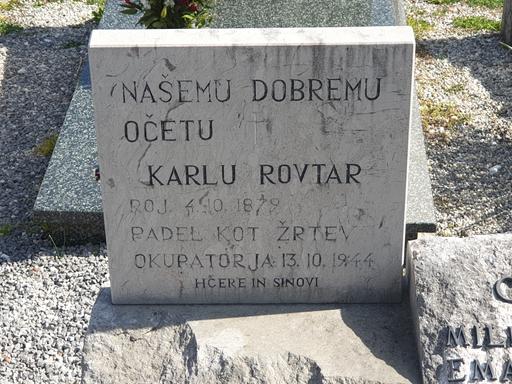 NAŠEMU DOBREMU
OČETU
KARLU ROVTAR
ROJ. 4.10.1879
PADEL KOT ŽRTEV
OKUPATORJA 13.10.1944
HČERE IN SINOVI